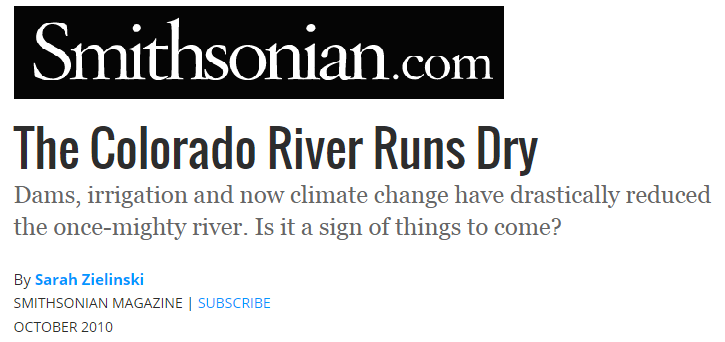 Smithsonian.com
The Colorado River Runs Dry
Dams, irrigation and now climate change have drastically reduced
the once-mighty river. Is it a sign of things to come?
By Sarah Zielinski
SMITHSONIAN MAGAZINE | SUBSCRIBE
OCTOBER 2010